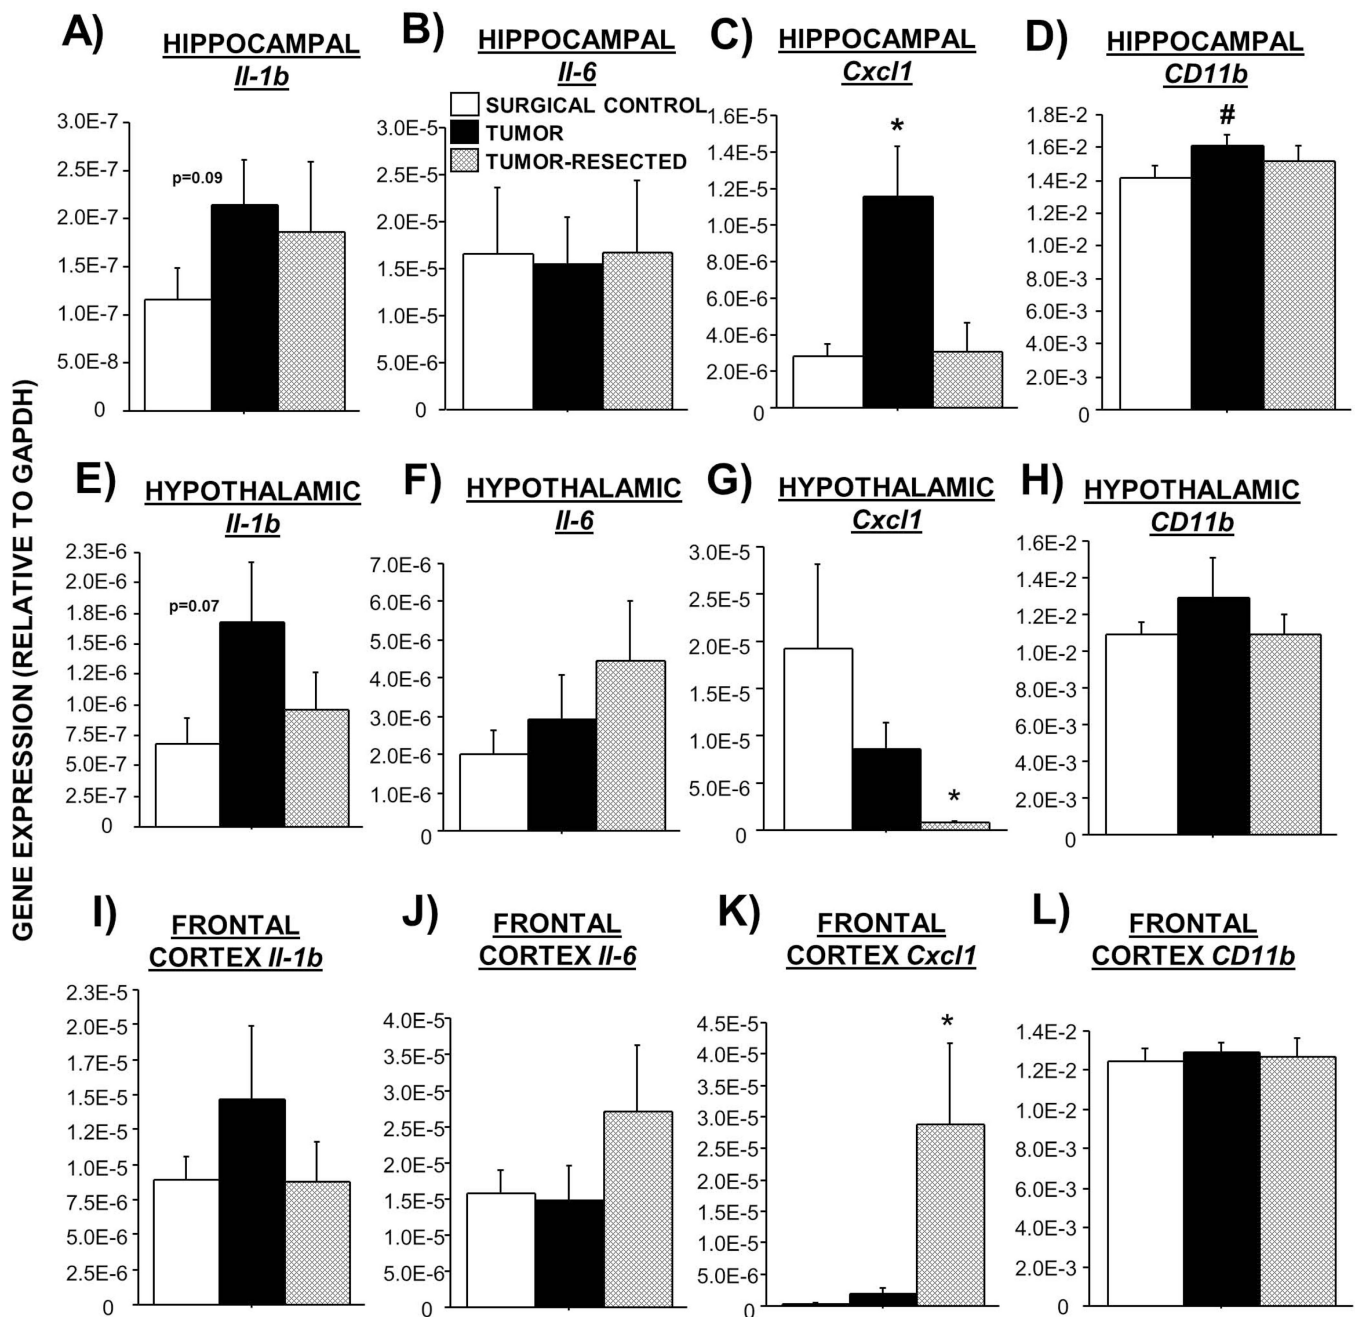 A)
HIPPOCAMPAL
Il-1b
3.0E-7
2.5E-7
2.0E-7
1.5E-7
1.0E-7
5.0E-8
0
p=0.09
B)
HIPPOCAMPAL
Il-6
SURGICAL CONTROL
TUMOR
TUMOR-RESECTED
3.0E-5
2.5E-5
2.0E-5
1.5E-5
1.0E-5
5.0E-6
0
C)
HIPPOCAMPAL
Cxcl1
1.6E-5
1.4E-5
1.2E-5
1.0E-5
8.0E-6
6.0E-6
4.0E-6
2.0E-6
0
*
D)
HIPPOCAMPAL
CD11b
1.8E-2
1.6E-2
1.4E-2
1.2E-2
1.0E-2
8.0E-3
6.0E-3
4.0E-3
2.0E-3
0
#
GENE EXPRESSION (RELATIVE TO GAPDH)
E)
HYPOTHALAMIC
Il-1b
2.3E-6
2.0E-6
1.8E-6
1.5E-6
1.2E-6
1.0E-6
7.5E-7
5.0E-7
2.5E-7
0
p=0.07
F)
HYPOTHALAMIC
Il-6
7.0E-6
6.0E-6
5.0E-6
4.0E-6
3.0E-6
2.0E-6
1.0E-6
0
G)
HYPOTHALAMIC
Cxcl1
3.0E-5
2.5E-5
2.0E-5
1.5E-5
1.0E-5
5.0E-6
0
*
H)
HYPOTHALAMIC
CD11b
1.6E-2
1.4E-2
1.2E-2
1.0E-2
8.0E-3
6.0E-3
4.0E-3
2.0E-3
0
I)
FRONTAL
CORTEX Il-1b
2.3E-5
2.0E-5
1.7E-5
1.5E-5
1.2E-5
1.0E-5
7.5E-6
5.0E-6
2.5E-6
0
J)
FRONTAL
CORTEX Il-6
4.0E-5
3.5E-5
3.0E-5
2.5E-5
2.0E-5
1.5E-5
1.0E-5
5.0E-6
0
K)
FRONTAL
CORTEX Cxcl1
4.5E-5
4.0E-5
3.5E-5
3.0E-5
2.5E-5
2.0E-5
1.5E-5
1.0E-5
5.0E-6
0
*
L)
FRONTAL
CORTEX CD11b
1.4E-2
1.2E-2
1.0E-2
8.0E-3
6.0E-3
4.0E-3
2.0E-3
0